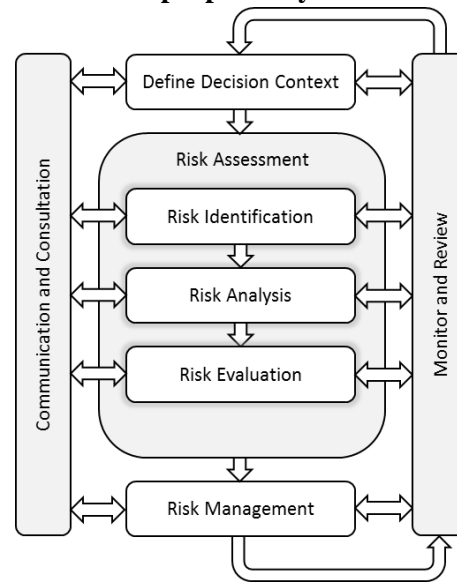 Define Decision Context
Risk Assessment
Risk Identification
Risk Analysis
Risk Evaluation
Risk Management
Communication and Consultation
Monitor and Review